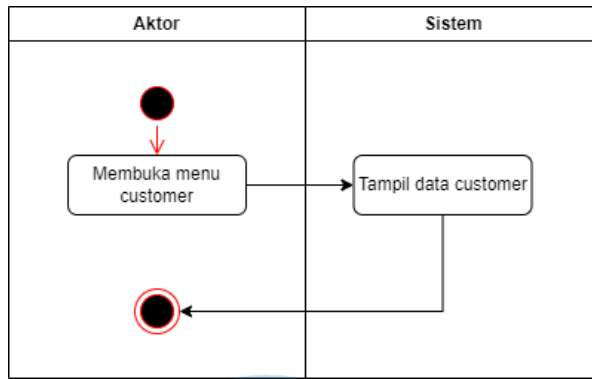 Aktor
Sistem
Membuka menu
customer
Tampil data customer